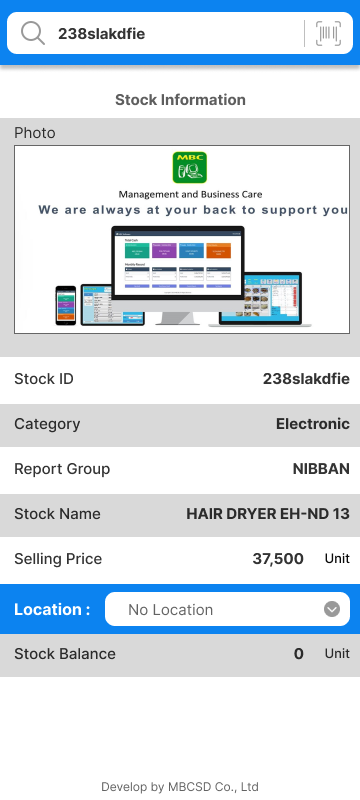 238slakdfie
Stock Information
Photo
MBC
Management and Business Care
We are always at your back to support you
Stock ID 238slakdfie
Category Electronic
Report Group NIBBAN
Stock Name HAIR DRYER EH-ND 13
Selling Price 37,500 Unit
Location : No Location
Stock Balance 0 Unit
Develop by MBCSD Co., Ltd